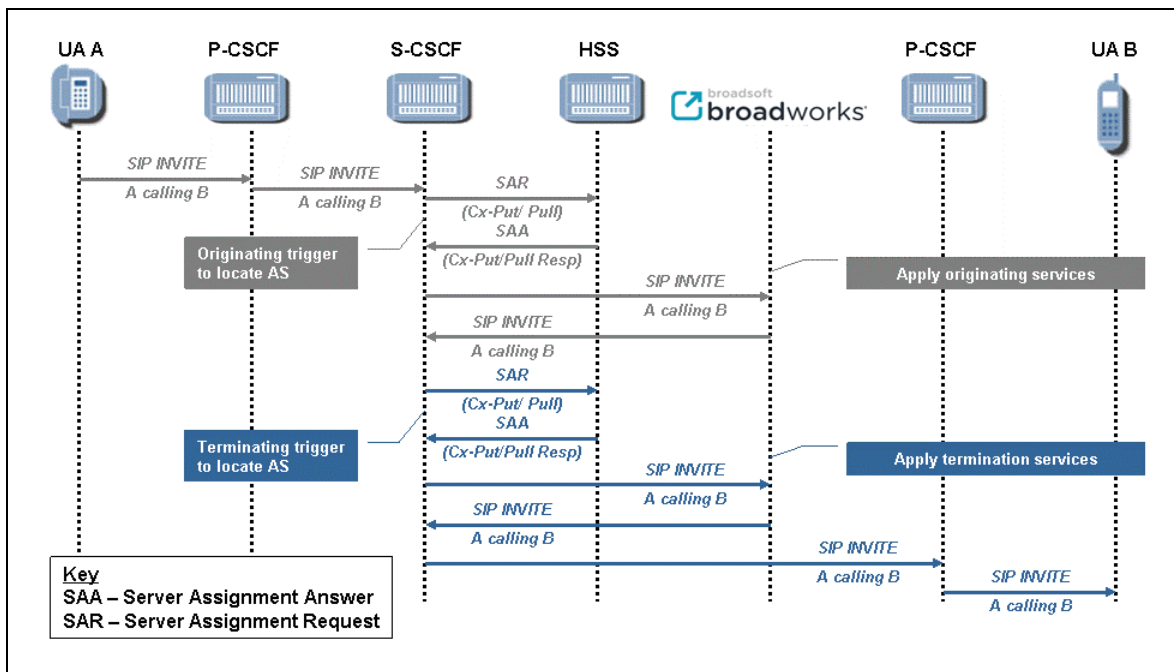 UA A
P-CSCF
S-CSCF
HSS
broadsoft
broadworks
P-CSCF
UA B
SIP INVITE
A calling B
SIP INVITE
A calling B
SAR
(Cx-Put/ Pull)
SAA
(Cx-Put/Pull Resp)
Originating trigger
to locate AS
Apply originating services
SIP INVITE
A calling B
SIP INVITE
A calling B
SAR
(Cx-Put/ Pull)
SAA
(Cx-Put/Pull Resp)
Terminating trigger
to locate AS
Apply termination services
SIP INVITE
A calling B
SIP INVITE
A calling B
SIP INVITE
A calling B
SIP INVITE
A calling B
Key
SAA – Server Assignment Answer
SAR – Server Assignment Request